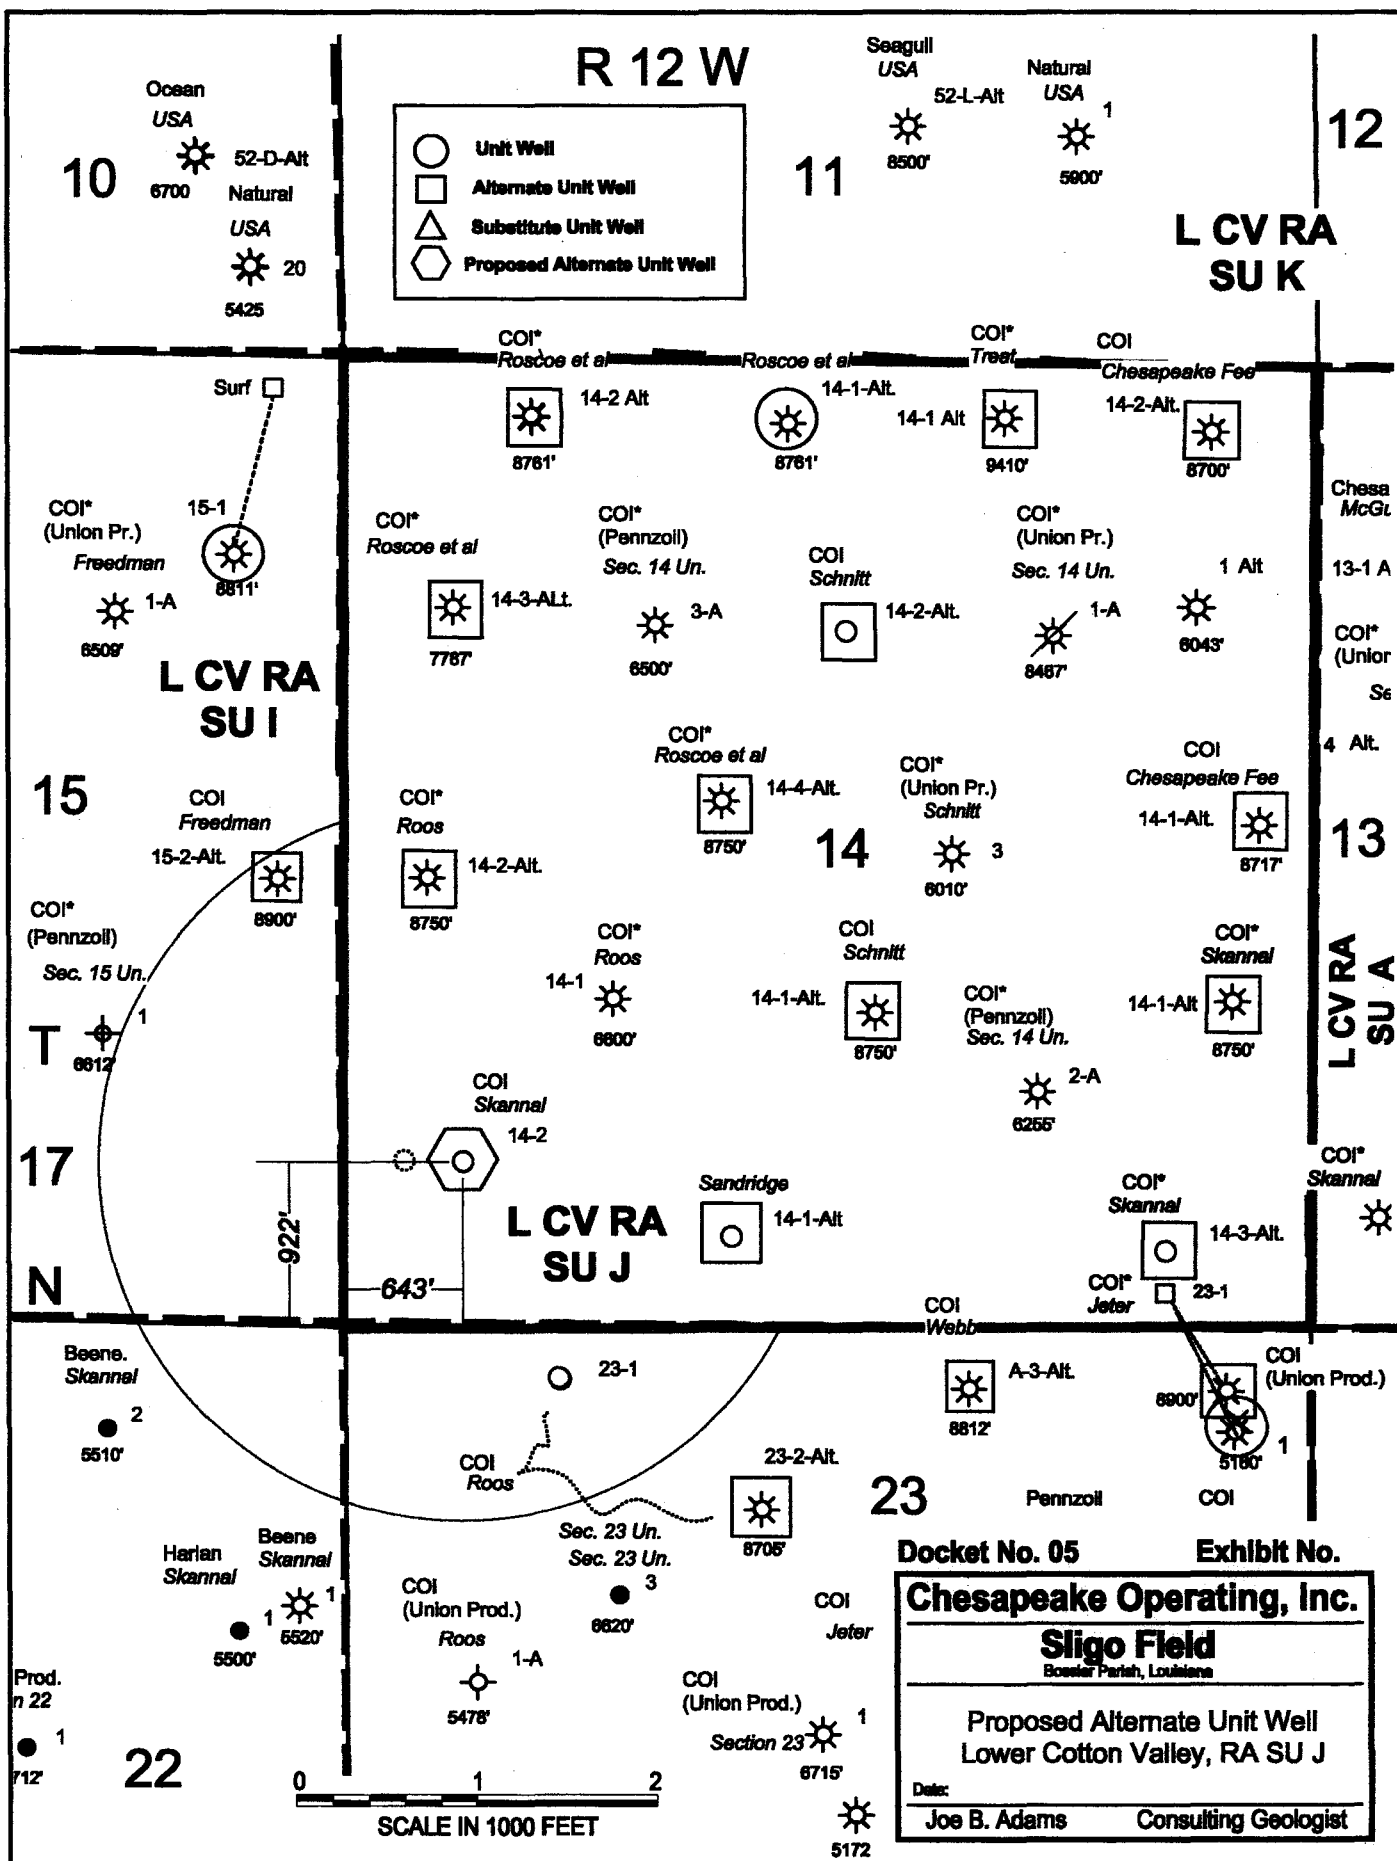 R 12 W
Ocean
USA
52-D-Alt
6700
Natural
USA
20
5425
10
Unit Well
Alternate Unit Well
Substitute Unit Well
Proposed Alternate Unit Well
Seagull
USA
52-L-Alt
8500'
Natural
USA
1
5900'
11
12
L CV RA
SU K
COI*
Roscoe et al
14-2 Alt
8761'
Roscoe et al
14-1-Alt.
8761'
COI*
Treat
14-1 Alt
9410'
COI
Chesapeake Fee
14-2-Alt.
8700'
Surf
15-1
8811'
COI*
(Union Pr.)
Freedman
1-A
6509'
L CV RA
SU I
COI*
Roscoe et al
14-3-ALt.
7767'
COI*
(Pennzoil)
Sec. 14 Un.
3-A
6500'
COI
Schnitt
14-2-Alt.
COI*
(Union Pr.)
Sec. 14 Un.
1-A
8467'
1 Alt
6043'
Chesa
McGu
13-1 A
COI*
(Union
Se
4 Alt.
15
COI
Freedman
15-2-Alt.
8900'
COI*
Roos
14-2-Alt.
8750'
COI*
Roscoe et al
14-4-Alt.
8750'
14
COI*
(Union Pr.)
Schnitt
3
6010'
COI
Chesapeake Fee
14-1-Alt.
8717'
13
COI*
(Pennzoil)
Sec. 15 Un.
1
6612'
T
17
N
COI*
Roos
14-1
6600'
COI
Schnitt
14-1-Alt.
8750'
COI*
(Pennzoil)
Sec. 14 Un.
2-A
6255'
COI*
Skannal
14-1-Alt
8750'
L CV RA
SU A
COI
Skannal
14-2
922'
643'
L CV RA
SU J
Sandridge
14-1-Alt
COI*
Skannal
14-3-Alt.
COI*
Jeter
23-1
COI*
Skannal
Beene.
Skannal
2
5510'
23-1
COI
Roos
COI
Webb
A-3-Alt.
8812'
8900'
COI
(Union Prod.)
1
5180'
23-2-Alt.
8705'
23
Pennzoil
COI
Harlan
Skannal
1
5500'
Beene
Skannal
1
5520'
Sec. 23 Un.
Sec. 23 Un.
3
6620'
COI
(Union Prod.)
Roos
1-A
5478'
COI
Jeter
COI
(Union Prod.)
Section 23
1
6715'
5172
Prod.
n 22
1
712'
22
0 1 2
SCALE IN 1000 FEET
Docket No. 05 Exhibit No.
Chesapeake Operating, Inc.
Sligo Field
Bossier Parish, Louisiana
Proposed Alternate Unit Well
Lower Cotton Valley, RA SU J
Date:
Joe B. Adams Consulting Geologist